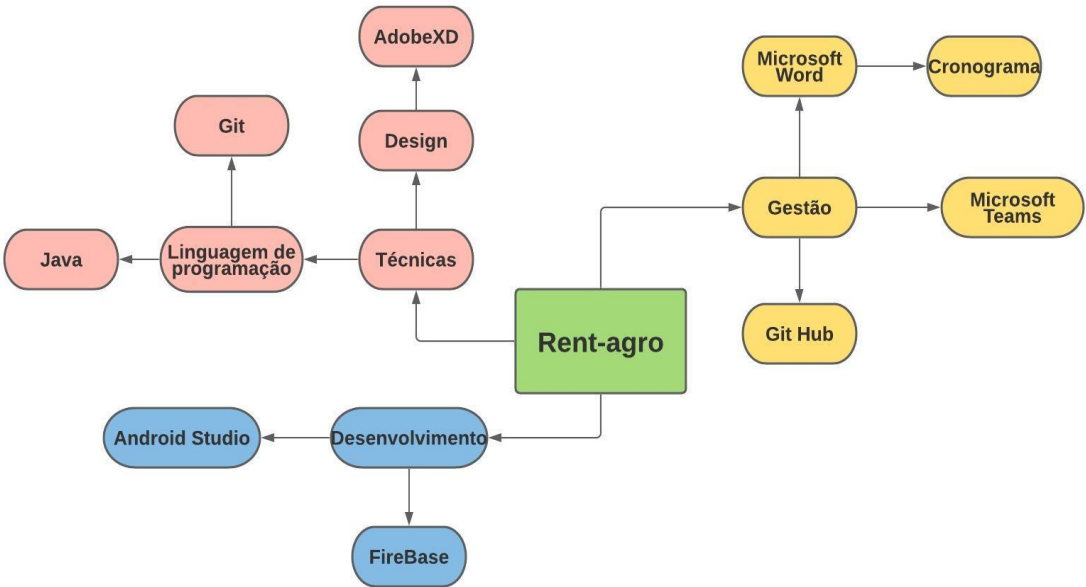 AdobeXD
Microsoft
Word
Cronograma
Git
Design
Gestão
Microsoft
Teams
Java
Linguagem de
programação
Técnicas
Rent-agro
Git Hub
Android Studio
Desenvolvimento
FireBase